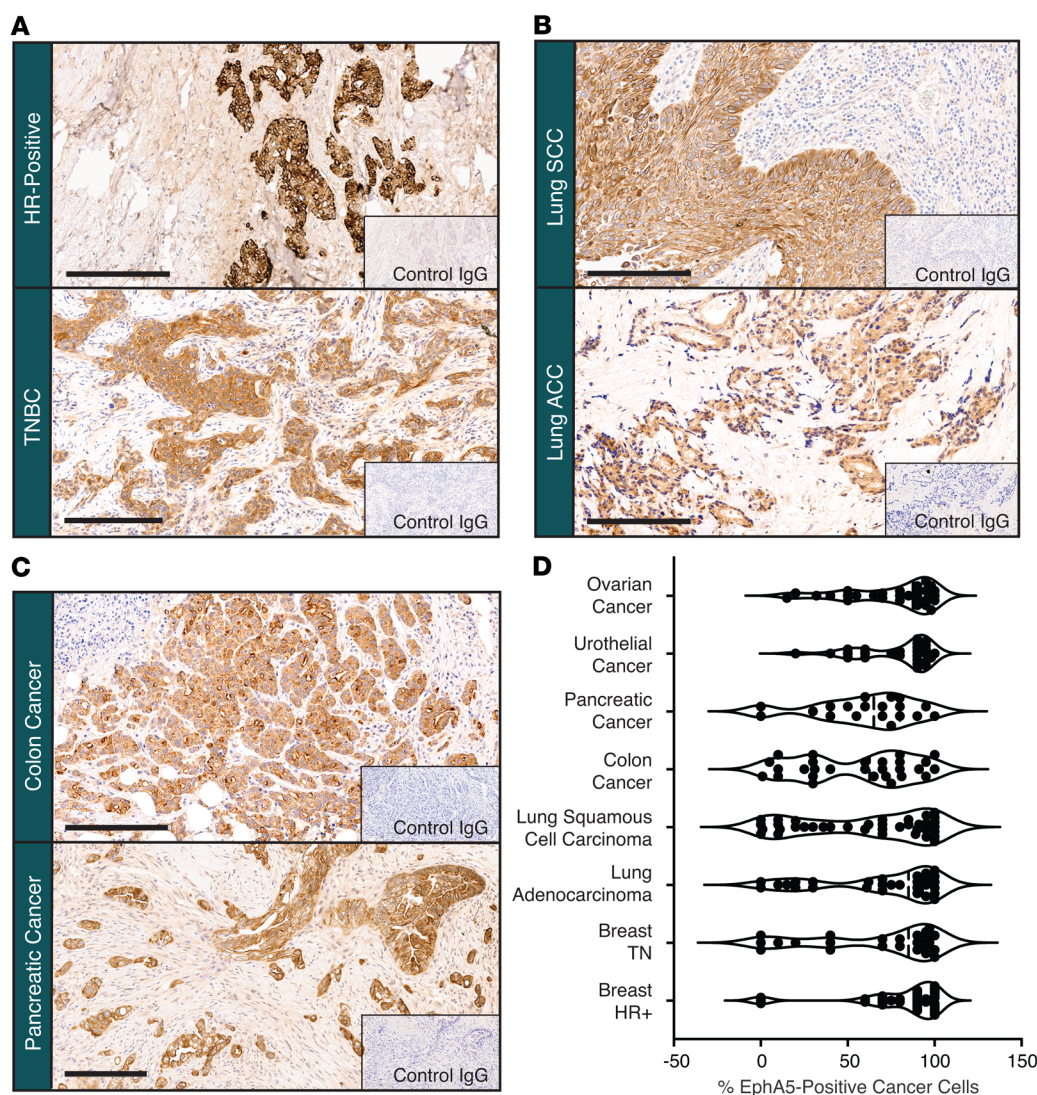 A
HR-Positive
Control IgG
TNBC
Control IgG
B
Lung SCC
Control IgG
Lung ACC
Control IgG
C
Colon Cancer
Control IgG
Pancreatic Cancer
Control IgG
D
Ovarian
Cancer
Urothelial
Cancer
Pancreatic
Cancer
Colon
Cancer
Lung Squamous
Cell Carcinoma
Lung
Adenocarcinoma
Breast
TN
Breast
HR+
-50 0 50 100 150
% EphA5-Positive Cancer Cells